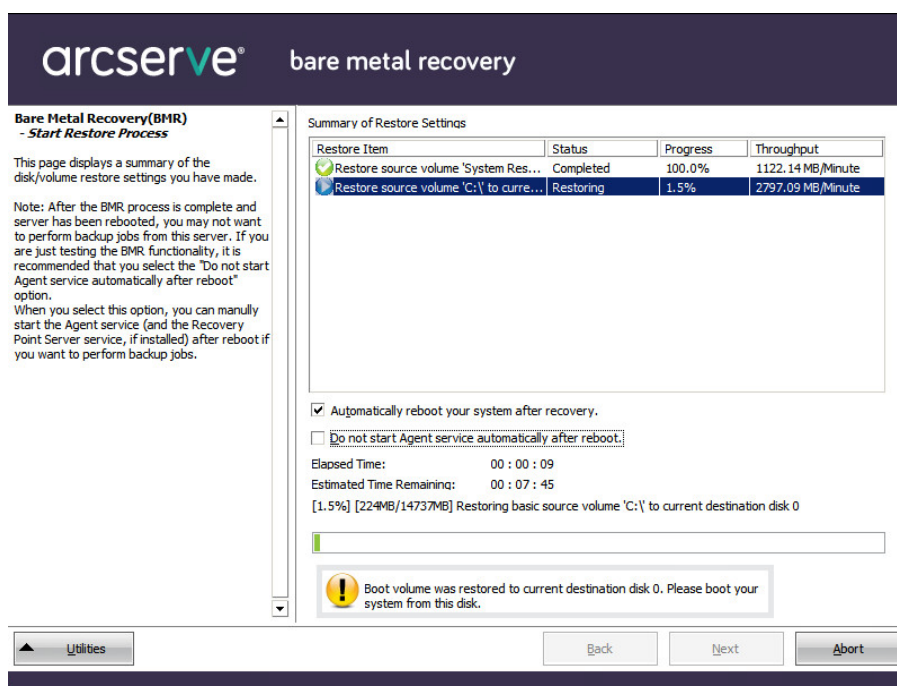 arcserve®
bare metal recovery
Bare Metal Recovery(BMR)
- Start Restore Process
This page displays a summary of the
disk/volume restore settings you have made.
Note: After the BMR process is complete and
server has been rebooted, you may not want
to perform backup jobs from this server. If you
are just testing the BMR functionality, it is
recommended that you select the "Do not start
Agent service automatically after reboot"
option.
When you select this option, you can manully
start the Agent service (and the Recovery
Point Server service, if installed) after reboot if
you want to perform backup jobs.
Summary of Restore Settings
Restore Item Status Progress Throughput
Restore source volume 'System Res... Completed 100.0% 1122.14 MB/Minute
Restore source volume 'C:\' to curre... Restoring 1.5% 2797.09 MB/Minute
Automatically reboot your system after recovery.
Do not start Agent service automatically after reboot.
Elapsed Time: 00 : 00 : 09
Estimated Time Remaining: 00 : 07 : 45
[1.5%] [224MB/14737MB] Restoring basic source volume 'C:\' to current destination disk 0
Boot volume was restored to current destination disk 0. Please boot your
system from this disk.
Utilities
Back
Next
Abort